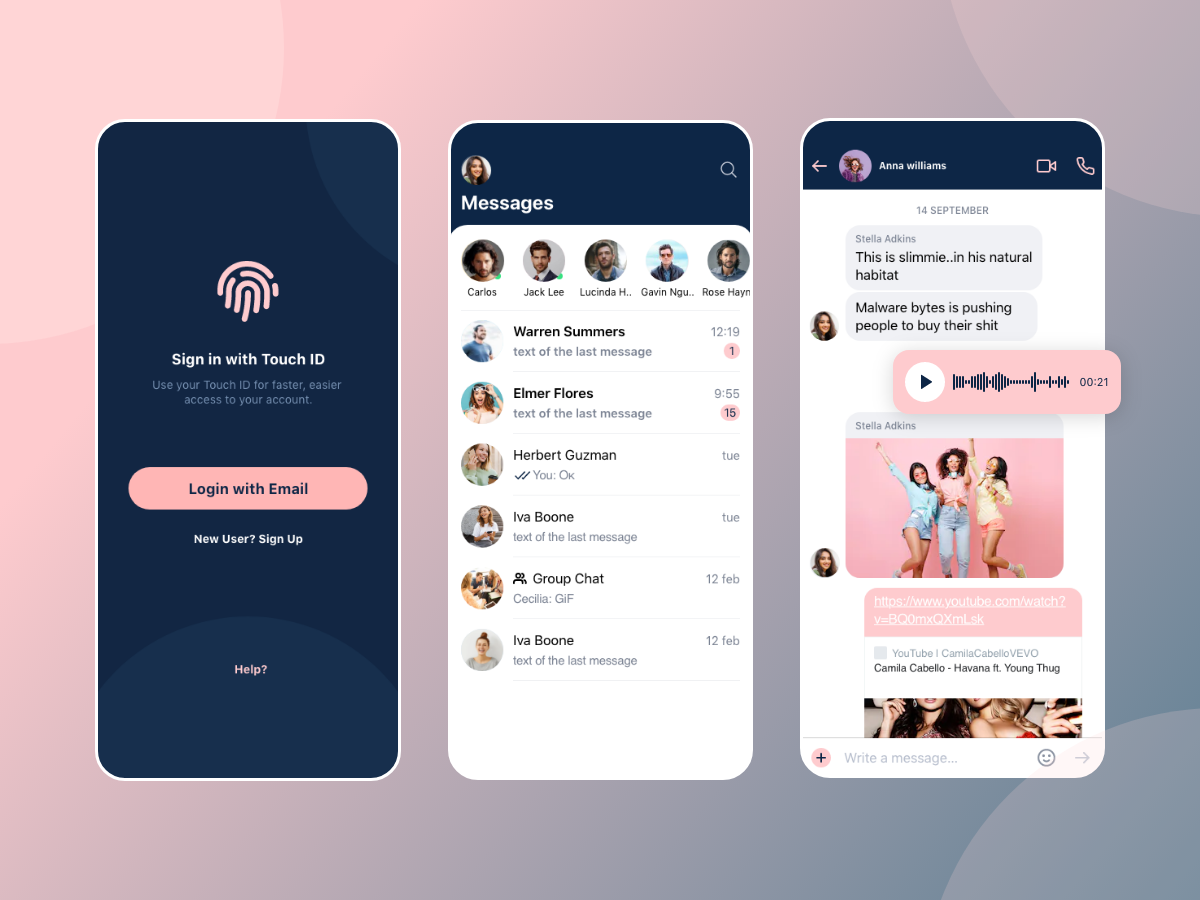 Sign in with Touch ID
Use your Touch ID for faster, easier
access to your account.
Login with Email
New User? Sign Up
Help?
Messages
Carlos
Jack Lee
Lucinda H..
Gavin Ngu..
Rose Hayn
Warren Summers
12:19
text of the last message
1
Elmer Flores
9:55
text of the last message
15
Herbert Guzman
tue
You: Ок
Iva Boone
tue
text of the last message
Group Chat
12 feb
Cecilia: GiF
Iva Boone
12 feb
text of the last message
Anna williams
14 SEPTEMBER
Stella Adkins
This is slimmie..in his natural
habitat
Malware bytes is pushing
people to buy their shit
00:21
Stella Adkins
https://www.youtube.com/watch?
v=BQ0mxQXmLsk
YouTube I CamilaCabelloVEVO
Camila Cabello - Havana ft. Young Thug
Write a message...